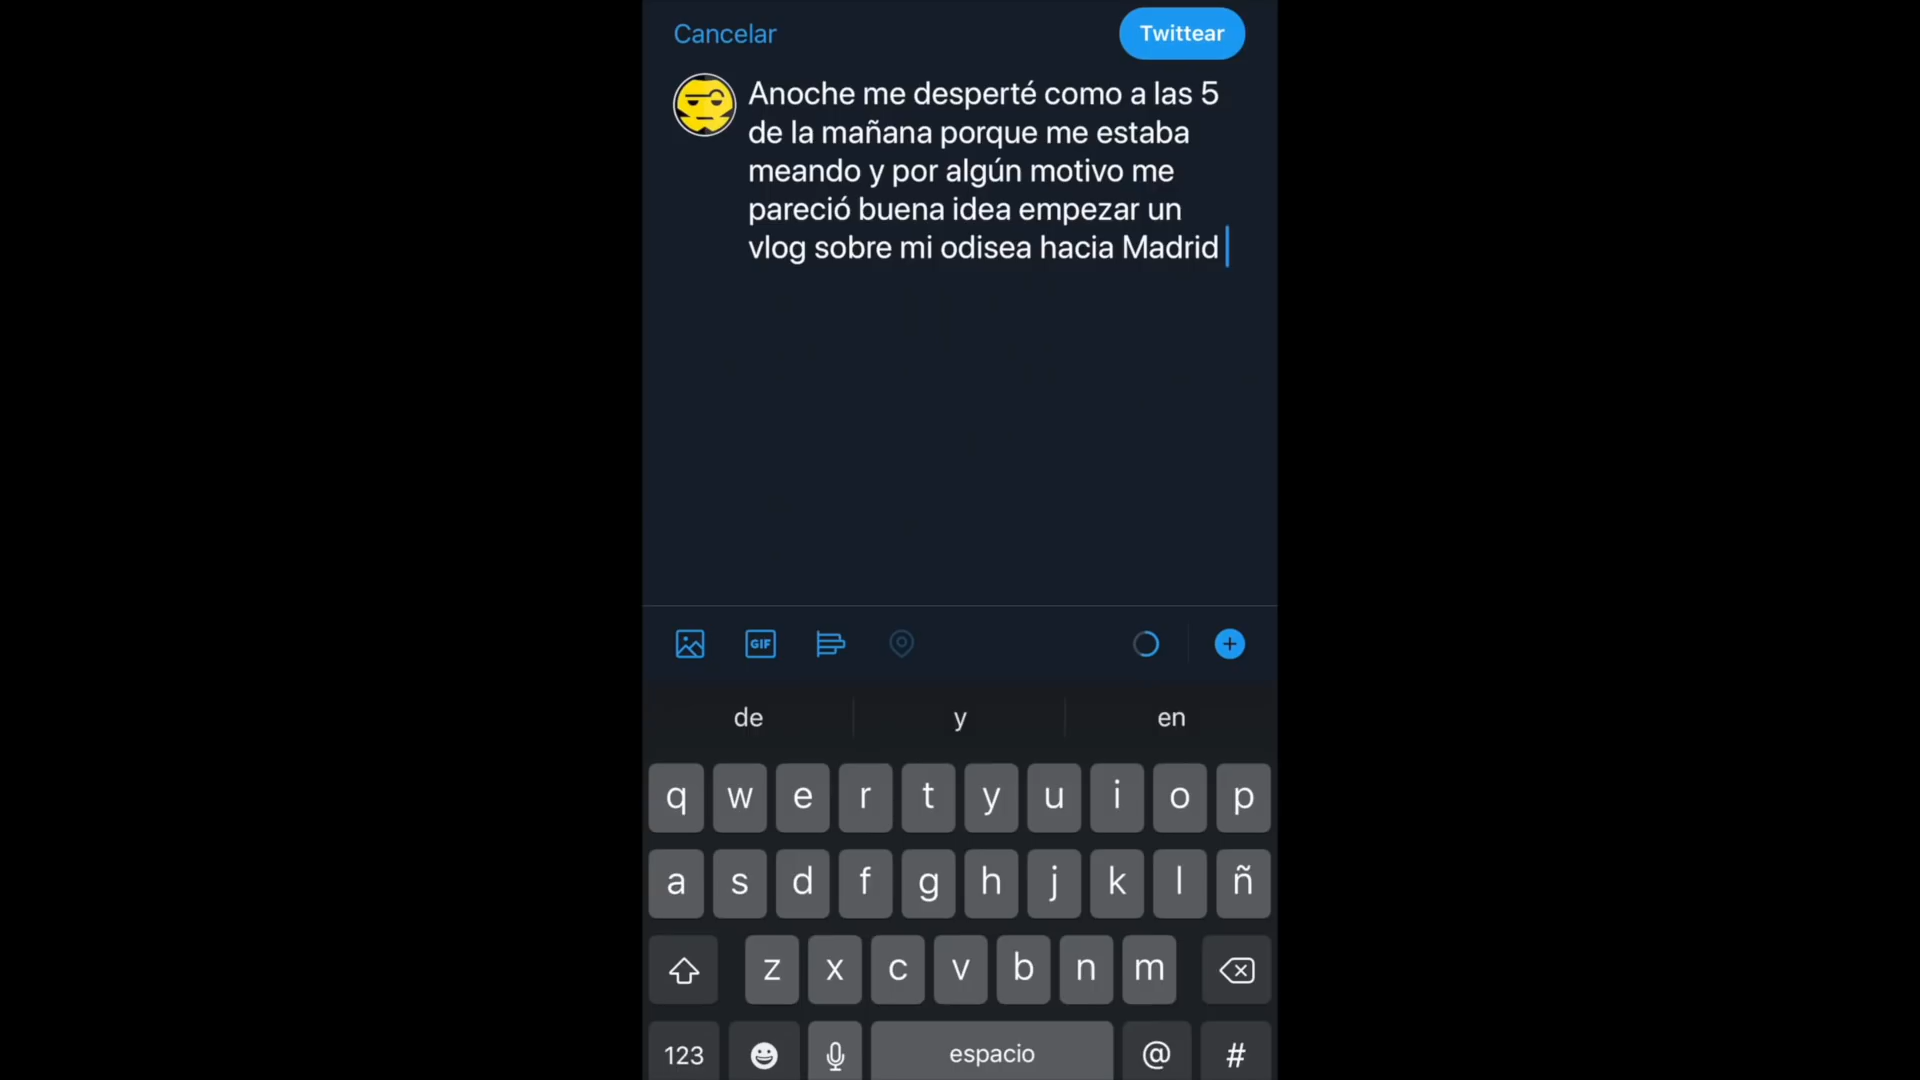 Cancelar
Twittear
Anoche me desperté como a las 5
de la mañana porque me estaba
meando y por algún motivo me
pareció buena idea empezar un
vlog sobre mi odisea hacia Madrid
GIF
de y en
q w e r t y u i o p
a s d f g h j k l ñ
z x c v b n m
123 espacio @ #